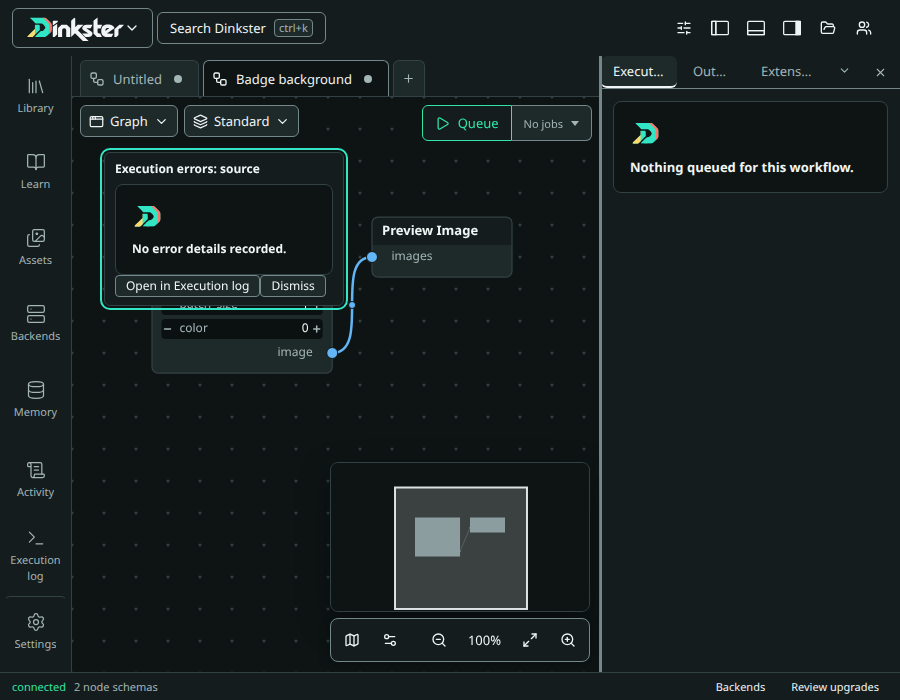 Dinkster
Search Dinkster ctrl+k
Library
Learn
Assets
Backends
Memory
Activity
Execution
log
Settings
Untitled
Badge background
Graph
Standard
Queue
No jobs
Execution errors: source
No error details recorded.
Open in Execution log
Dismiss
color 0
image
Preview Image
images
100%
Execut...
Out...
Extens...
Nothing queued for this workflow.
connected 2 node schemas
Backends
Review upgrades